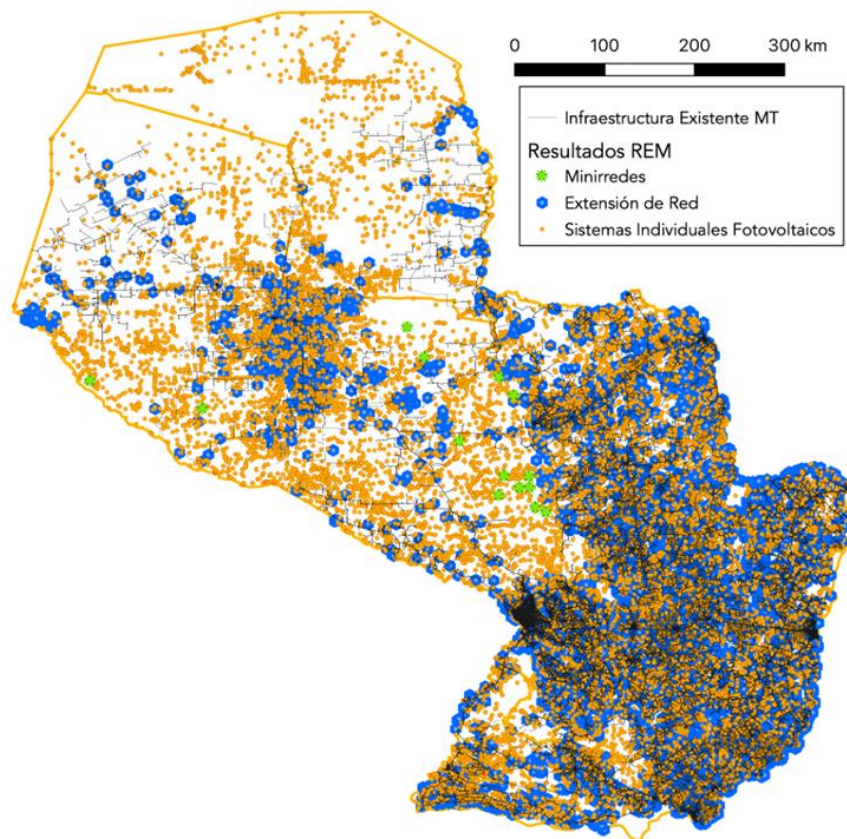 0 100 200 300 km
Infraestructura Existente MT
Resultados REM
Minirredes
Extensión de Red
Sistemas Individuales Fotovoltaicos